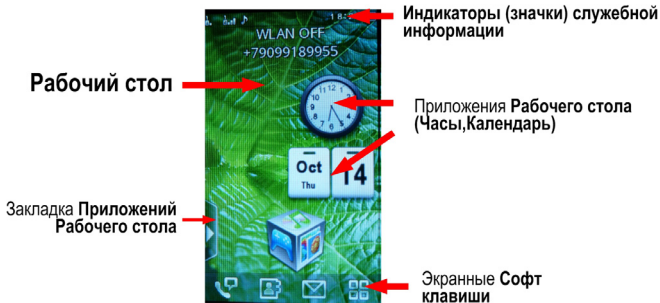 Индикаторы (значки) служебной
информации
WLAN OFF
+79099189955
Рабочий стол
12
Приложения Рабочего стола
(Часы,Календарь)
Oct
Thu
14
Закладка Приложений
Рабочего стола
Экранные Софт
клавиши